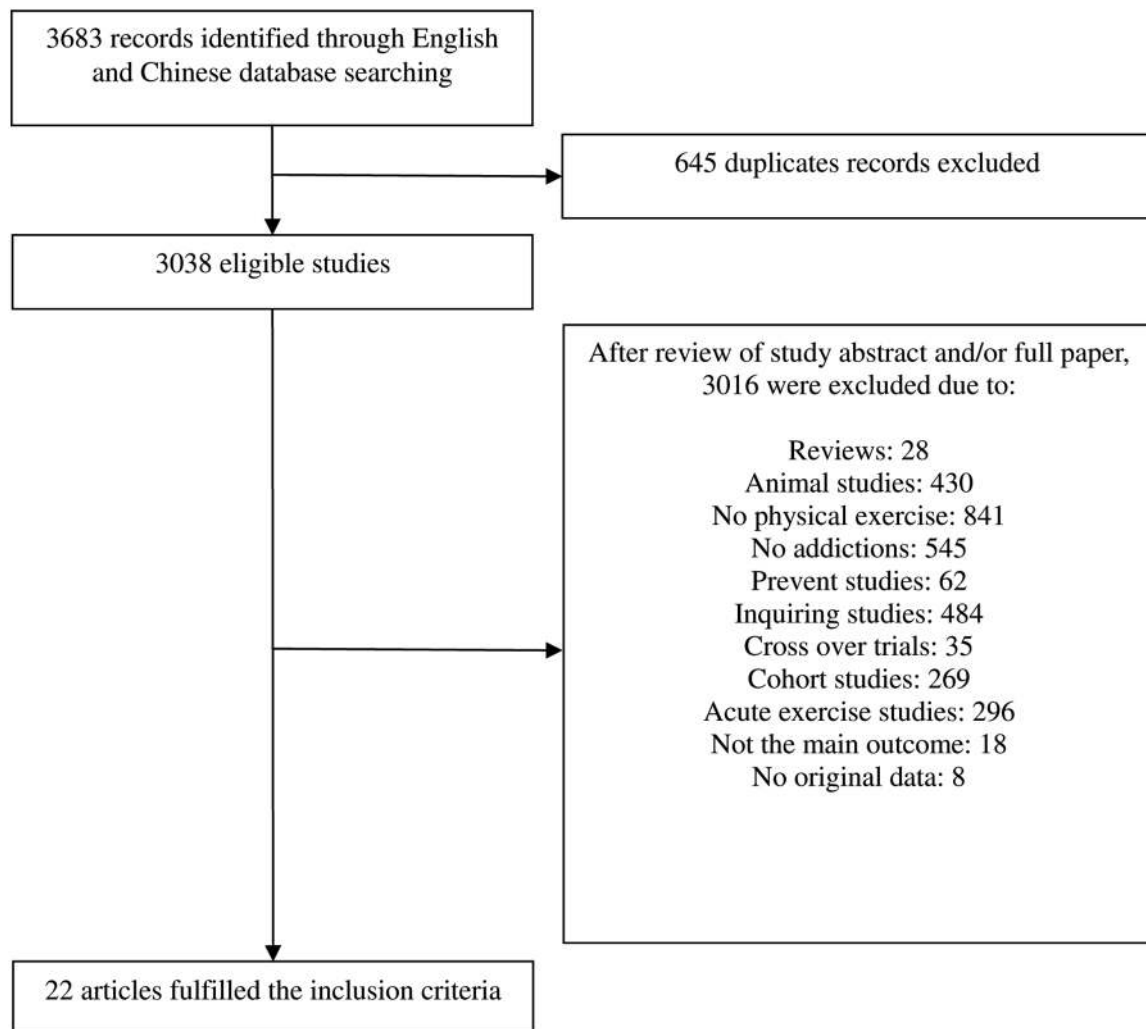 3683 records identified through English
and Chinese database searching
645 duplicates records excluded
3038 eligible studies
After review of study abstract and/or full paper,
3016 were excluded due to:
Reviews: 28
Animal studies: 430
No physical exercise: 841
No addictions: 545
Prevent studies: 62
Inquiring studies: 484
Cross over trials: 35
Cohort studies: 269
Acute exercise studies: 296
Not the main outcome: 18
No original data: 8
22 articles fulfilled the inclusion criteria